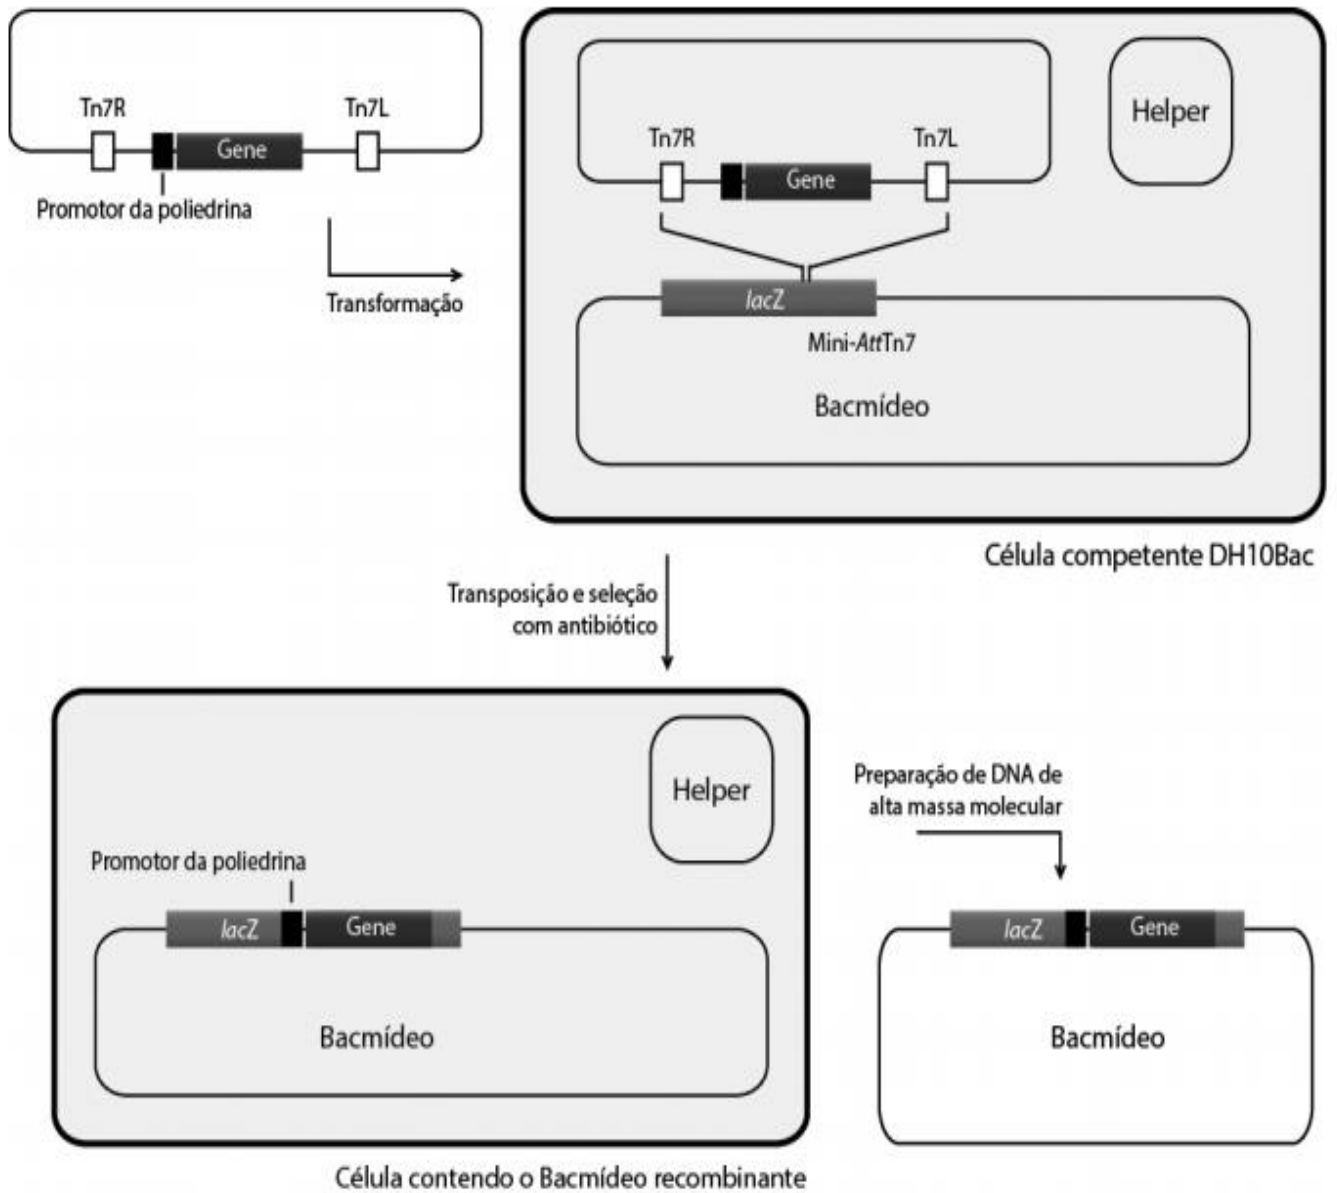 Tn7R
Tn7L
Gene
Promotor da poliedrina
Transformação
Helper
Tn7R
Tn7L
Gene
lacZ
Mini-AttTn7
Bacmídeo
Célula competente DH10Bac
Transposição e seleção
com antibiótico
Helper
Promotor da poliedrina
lacZ
Gene
Bacmídeo
Célula contendo o Bacmídeo recombinante
Preparação de DNA de
alta massa molecular
lacZ
Gene
Bacmídeo